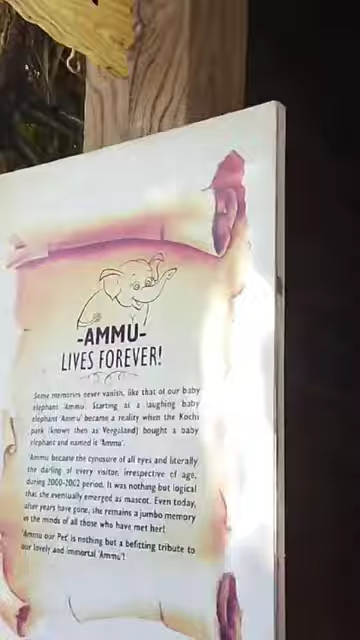 -AMMU-
LIVES FOREVER!
Some memories never vanish, like that of our baby
elephant 'Ammu'. Starting as a laughing baby
elephant 'Ammu' became a reality when the Kochi
park (known then as Veegaland) bought a baby
elephant and named is 'Ammu'.
'Ammu became the cynosure of all eyes and literally
the darling of every visitor, irrespective of age,
during 2000-2002 period. It was nothing but logical
that she eventually emerged as mascot. Even today,
after years have gone, she remains a jumbo memory
in the minds of all those who have met her!
'Ammu our Pet' is nothing but a befitting tribute to
our lovely and immortal 'Ammu'!